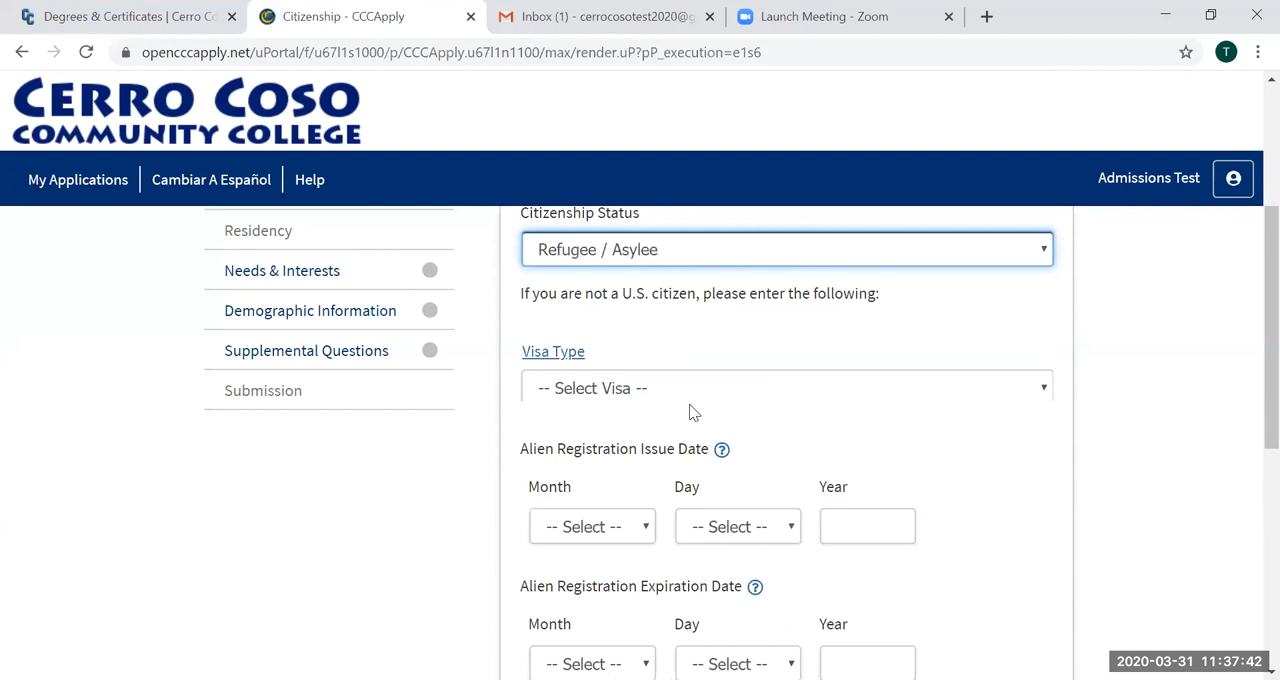 Degrees & Certificates | Cerro Co
Citizenship - CCCApply
Inbox (1) - cerrocosotest2020@g
Launch Meeting - Zoom
opencccapply.net/uPortal/f/u67l1s1000/p/CCCApply.u67l1n1100/max/render.uP?pP_execution=e1s6
T
CERRO COSO
COMMUNITY COLLEGE
My Applications
Cambiar A Español
Help
Admissions Test
Residency
Needs & Interests
Demographic Information
Supplemental Questions
Submission
Citizenship Status
Refugee / Asylee
If you are not a U.S. citizen, please enter the following:
Visa Type
-- Select Visa --
Alien Registration Issue Date ?
Month Day Year
-- Select -- -- Select --
Alien Registration Expiration Date ?
Month Day Year
-- Select -- -- Select --
2020-03-31 11:37:42